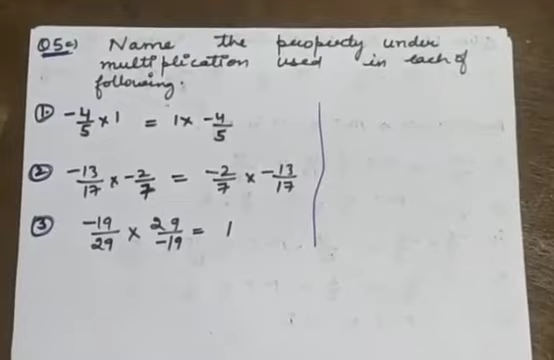 Q5a) Name the property under
multiplication used in each of
following.
① -4/5 × 1 = 1 × -4/5
② -13/17 × -2/7 = -2/7 × -13/17
③ -19/29 × 29/-19 = 1